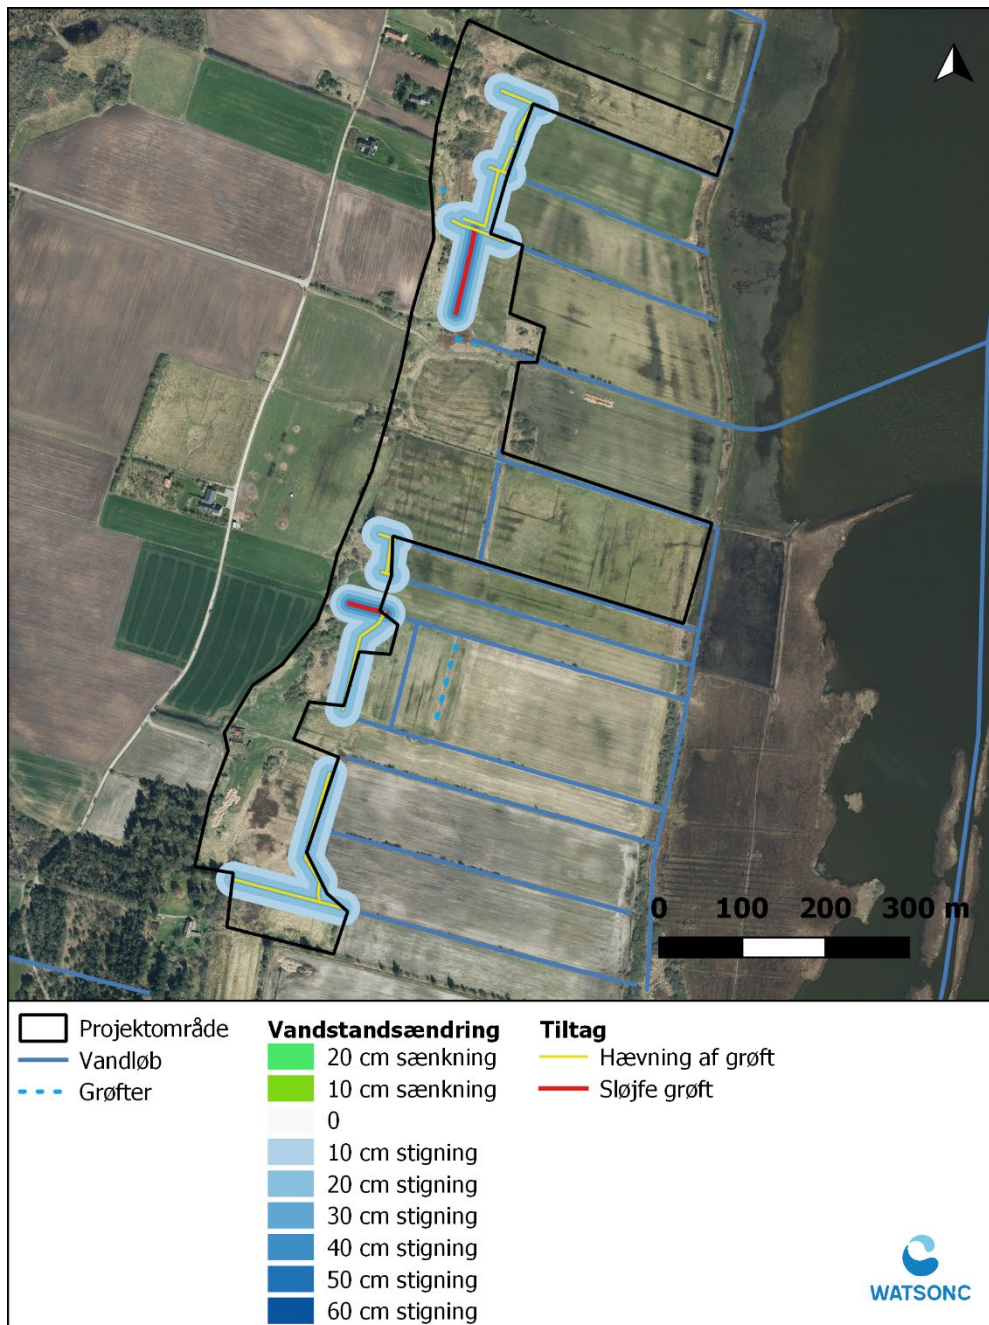 0 100 200 300 m
Projektområde
Vandløb
Grøfter
Vandstandsændring
20 cm sænkning
10 cm sænkning
0
10 cm stigning
20 cm stigning
30 cm stigning
40 cm stigning
50 cm stigning
60 cm stigning
Tiltag
Hævning af grøft
Sløjfe grøft
WATSONC